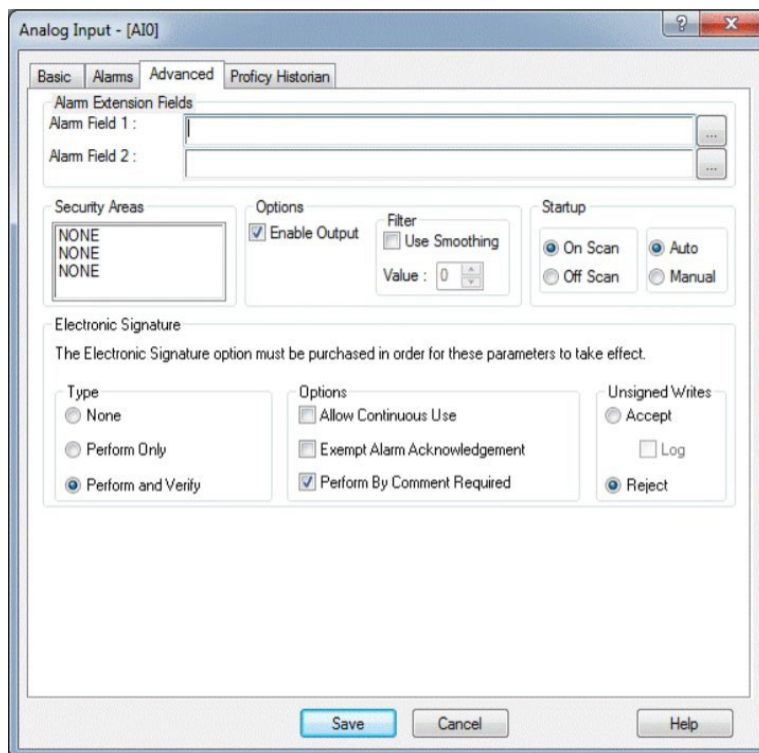 Analog Input - [AI0]
Basic Alarms Advanced Proficy Historian
Alarm Extension Fields
Alarm Field 1 :
...
Alarm Field 2 :
...
Security Areas
NONE
NONE
NONE
Options
Enable Output
Filter
Use Smoothing
Value : 0
Startup
On Scan
Off Scan
Auto
Manual
Electronic Signature
The Electronic Signature option must be purchased in order for these parameters to take effect.
Type
None
Perform Only
Perform and Verify
Options
Allow Continuous Use
Exempt Alarm Acknowledgement
Perform By Comment Required
Unsigned Writes
Accept
Log
Reject
Save Cancel Help